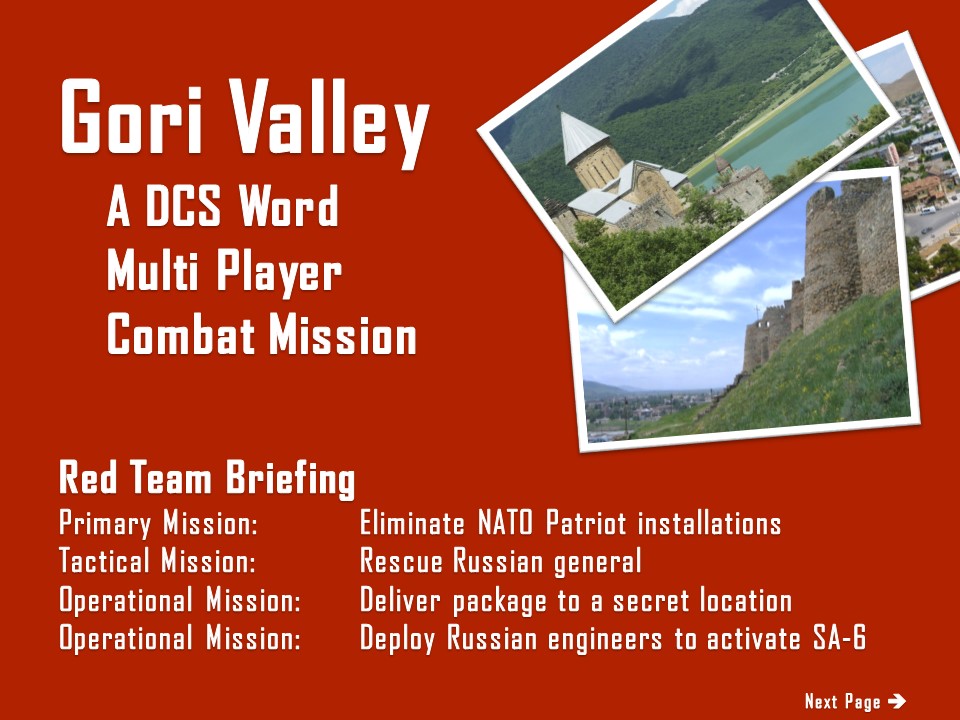 Gori Valley
A DCS Word
Multi Player
Combat Mission
Red Team Briefing
Primary Mission: Eliminate NATO Patriot installations
Tactical Mission: Rescue Russian general
Operational Mission: Deliver package to a secret location
Operational Mission: Deploy Russian engineers to activate SA-6
Next Page →